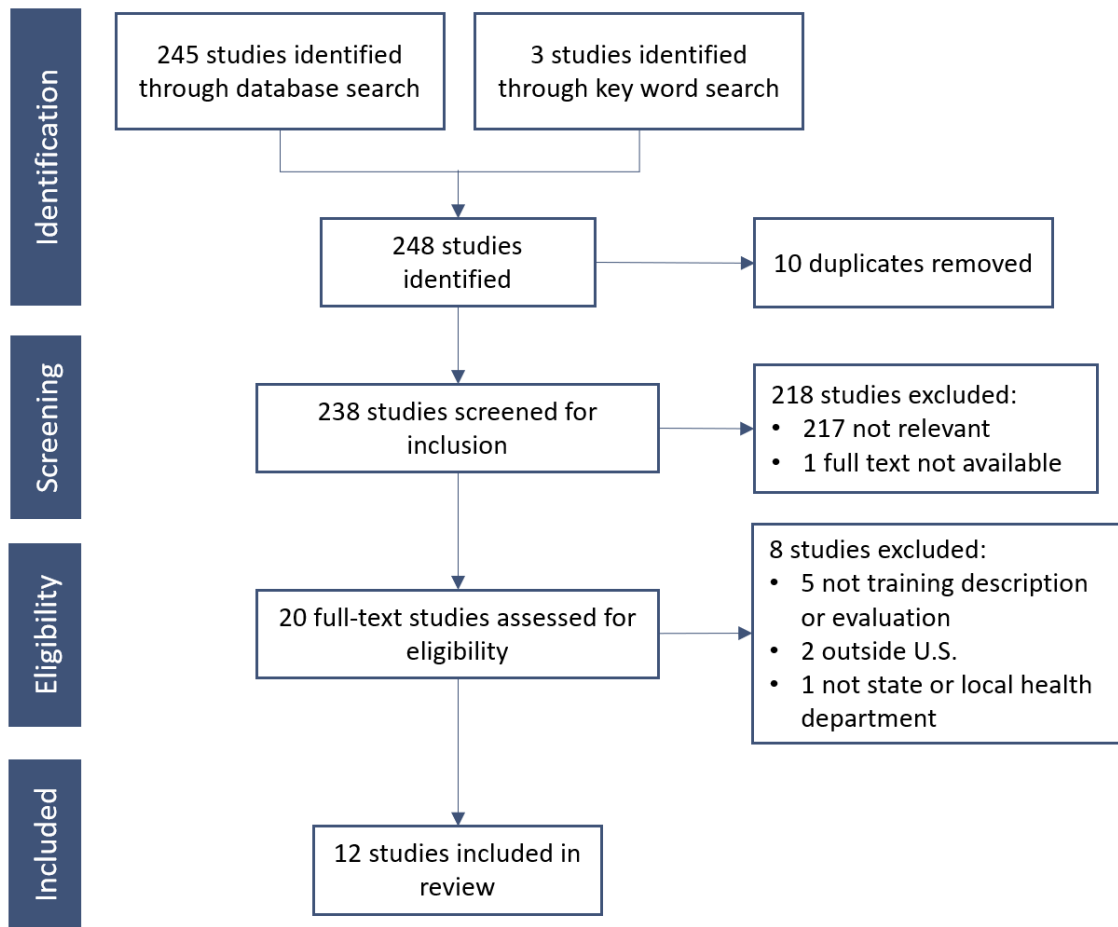 Identification
245 studies identified
through database search
3 studies identified
through key word search
248 studies
identified
10 duplicates removed
Screening
238 studies screened for
inclusion
218 studies excluded:
• 217 not relevant
• 1 full text not available
Eligibility
20 full-text studies assessed for
eligibility
8 studies excluded:
• 5 not training description
or evaluation
• 2 outside U.S.
• 1 not state or local health
department
Included
12 studies included in
review